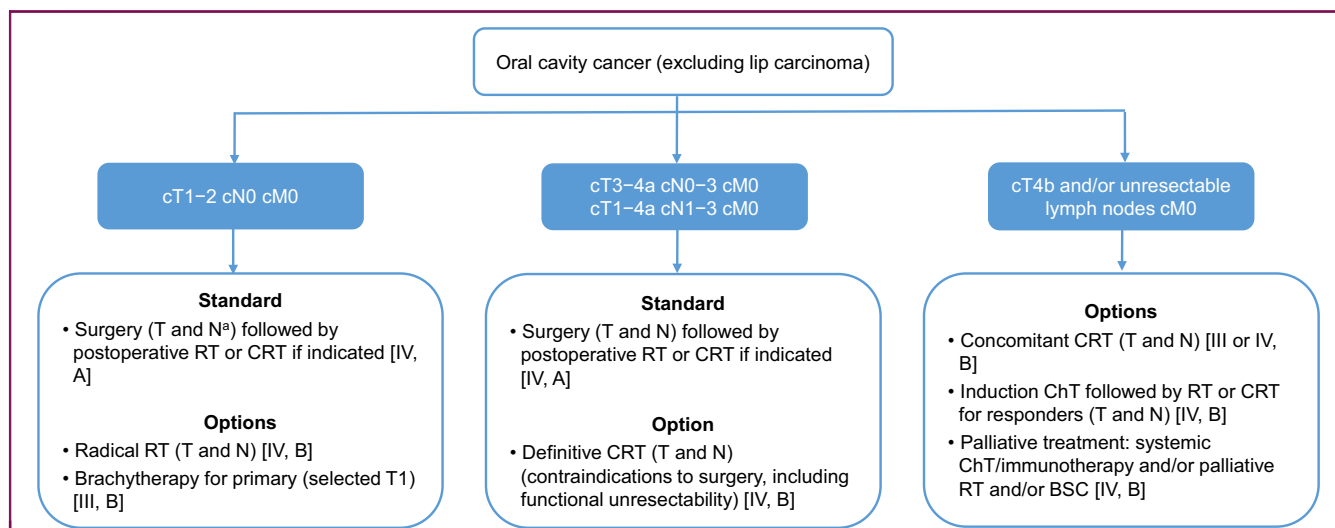 Oral cavity cancer (excluding lip carcinoma)
cT1−2 cN0 cM0
Standard
• Surgery (T and Nᵃ) followed by
postoperative RT or CRT if indicated [IV,
A]
Options
• Radical RT (T and N) [IV, B]
• Brachytherapy for primary (selected T1)
[III, B]
cT3−4a cN0−3 cM0
cT1−4a cN1−3 cM0
Standard
• Surgery (T and N) followed by
postoperative RT or CRT if indicated
[IV, A]
Option
• Definitive CRT (T and N)
(contraindications to surgery, including
functional unresectability) [IV, B]
cT4b and/or unresectable
lymph nodes cM0
Options
• Concomitant CRT (T and N) [III or IV,
B]
• Induction ChT followed by RT or CRT
for responders (T and N) [IV, B]
• Palliative treatment: systemic
ChT/immunotherapy and/or palliative
RT and/or BSC [IV, B]